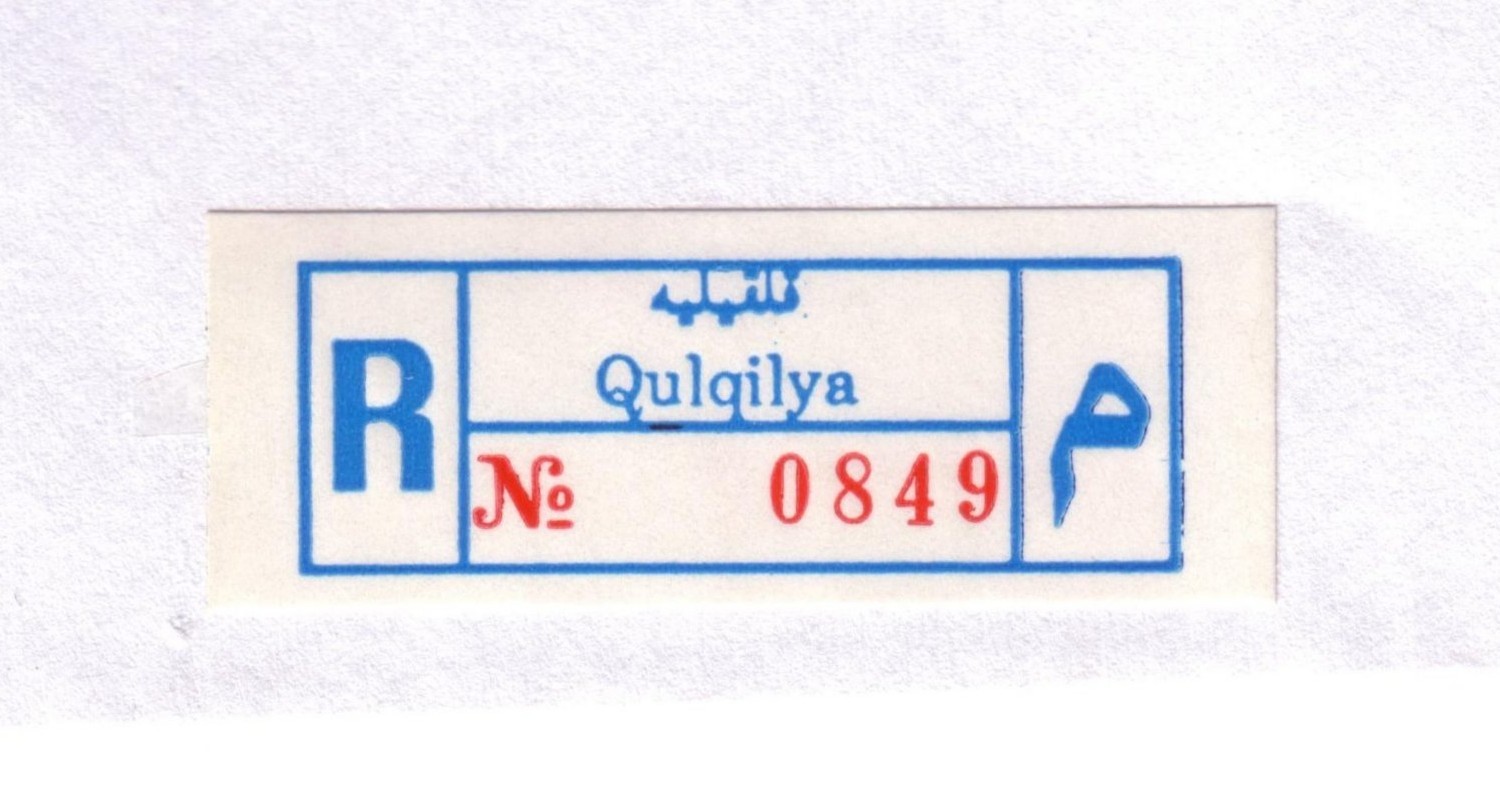 R
Qulqilya
№ 0849
م